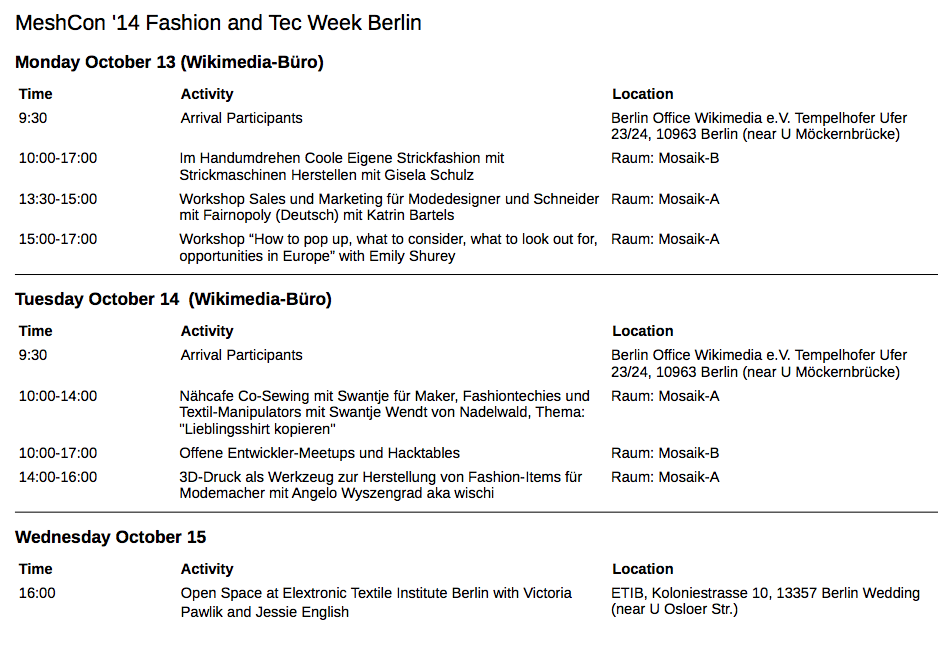 MeshCon '14 Fashion and Tec Week Berlin
Monday October 13 (Wikimedia-Büro)
Time Activity Location
9:30 Arrival Participants Berlin Office Wikimedia e.V. Tempelhofer Ufer
23/24, 10963 Berlin (near U Möckernbrücke)
10:00-17:00 Im Handumdrehen Coole Eigene Strickfashion mit Raum: Mosaik-B
Strickmaschinen Herstellen mit Gisela Schulz
13:30-15:00 Workshop Sales und Marketing für Modedesigner und Schneider Raum: Mosaik-A
mit Fairnopoly (Deutsch) mit Katrin Bartels
15:00-17:00 Workshop “How to pop up, what to consider, what to look out for, Raum: Mosaik-A
opportunities in Europe” with Emily Shurey
Tuesday October 14 (Wikimedia-Büro)
Time Activity Location
9:30 Arrival Participants Berlin Office Wikimedia e.V. Tempelhofer Ufer
23/24, 10963 Berlin (near U Möckernbrücke)
10:00-14:00 Nähcafe Co-Sewing mit Swantje für Maker, Fashiontechies und Raum: Mosaik-A
Textil-Manipulators mit Swantje Wendt von Nadelwald, Thema:
"Lieblingsshirt kopieren"
10:00-17:00 Offene Entwickler-Meetups und Hacktables Raum: Mosaik-B
14:00-16:00 3D-Druck als Werkzeug zur Herstellung von Fashion-Items für Raum: Mosaik-A
Modemacher mit Angelo Wyszengrad aka wischi
Wednesday October 15
Time Activity Location
16:00 Open Space at Elextronic Textile Institute Berlin with Victoria ETIB, Koloniestrasse 10, 13357 Berlin Wedding
Pawlik and Jessie English (near U Osloer Str.)